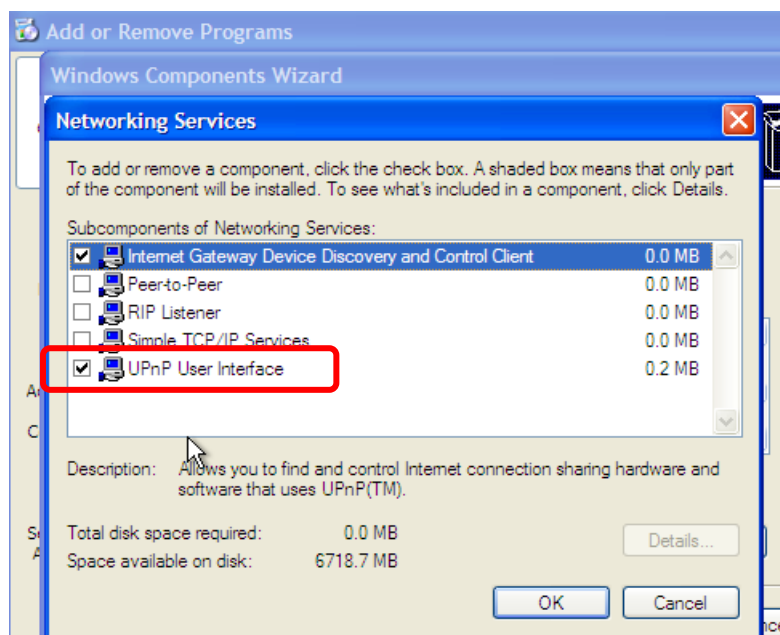 Add or Remove Programs
Windows Components Wizard
Networking Services
To add or remove a component, click the check box. A shaded box means that only part
of the component will be installed. To see what's included in a component, click Details.
Subcomponents of Networking Services:
Internet Gateway Device Discovery and Control Client 0.0 MB
Peer-to-Peer 0.0 MB
RIP Listener 0.0 MB
Simple TCP/IP Services 0.0 MB
UPnP User Interface 0.2 MB
Description: Allows you to find and control Internet connection sharing hardware and
software that uses UPnP(TM).
Total disk space required: 0.0 MB
Details...
Space available on disk: 6718.7 MB
OK Cancel